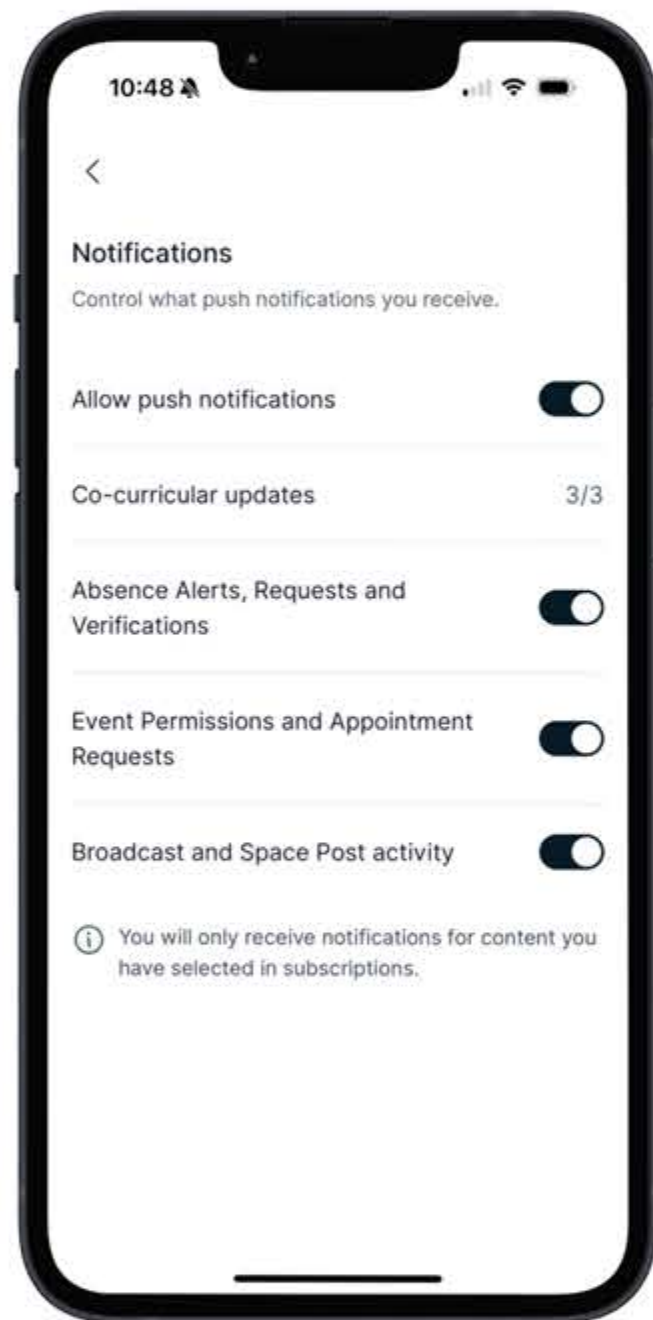 10:48
Notifications
Control what push notifications you receive.
Allow push notifications
Co-curricular updates 3/3
Absence Alerts, Requests and
Verifications
Event Permissions and Appointment
Requests
Broadcast and Space Post activity
You will only receive notifications for content you
have selected in subscriptions.